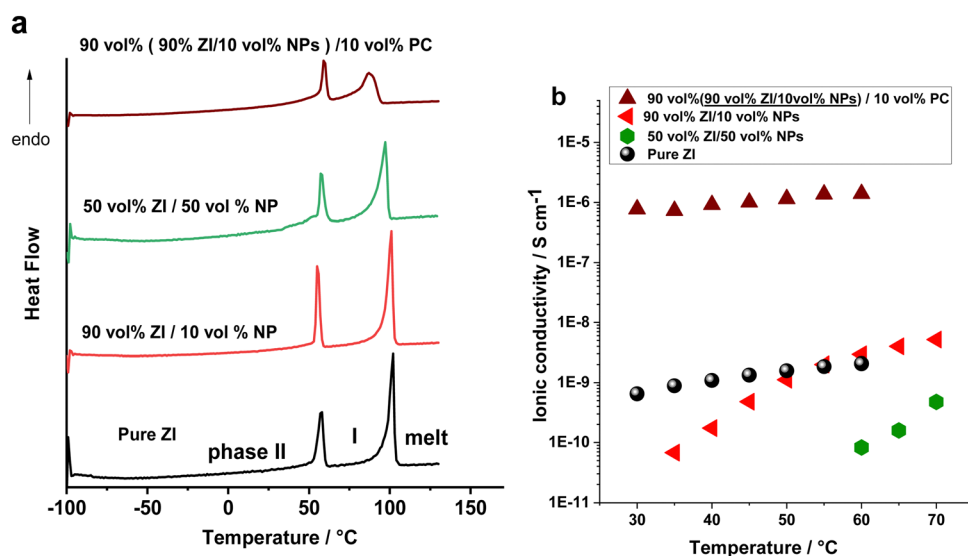 a
90 vol% ( 90% ZI/10 vol% NPs ) /10 vol% PC
endo
50 vol% ZI / 50 vol % NP
90 vol% ZI / 10 vol % NP
Pure ZI
phase II
I
melt
Heat Flow
-100 -50 0 50 100 150
Temperature / °C
b
90 vol%(90 vol% ZI/10vol% NPs) / 10 vol% PC
90 vol% ZI/10 vol% NPs
50 vol% ZI/50 vol% NPs
Pure ZI
1E-5
1E-6
1E-7
1E-8
1E-9
1E-10
1E-11
Ionic conductivity / S cm-1
30 40 50 60 70
Temperature / °C